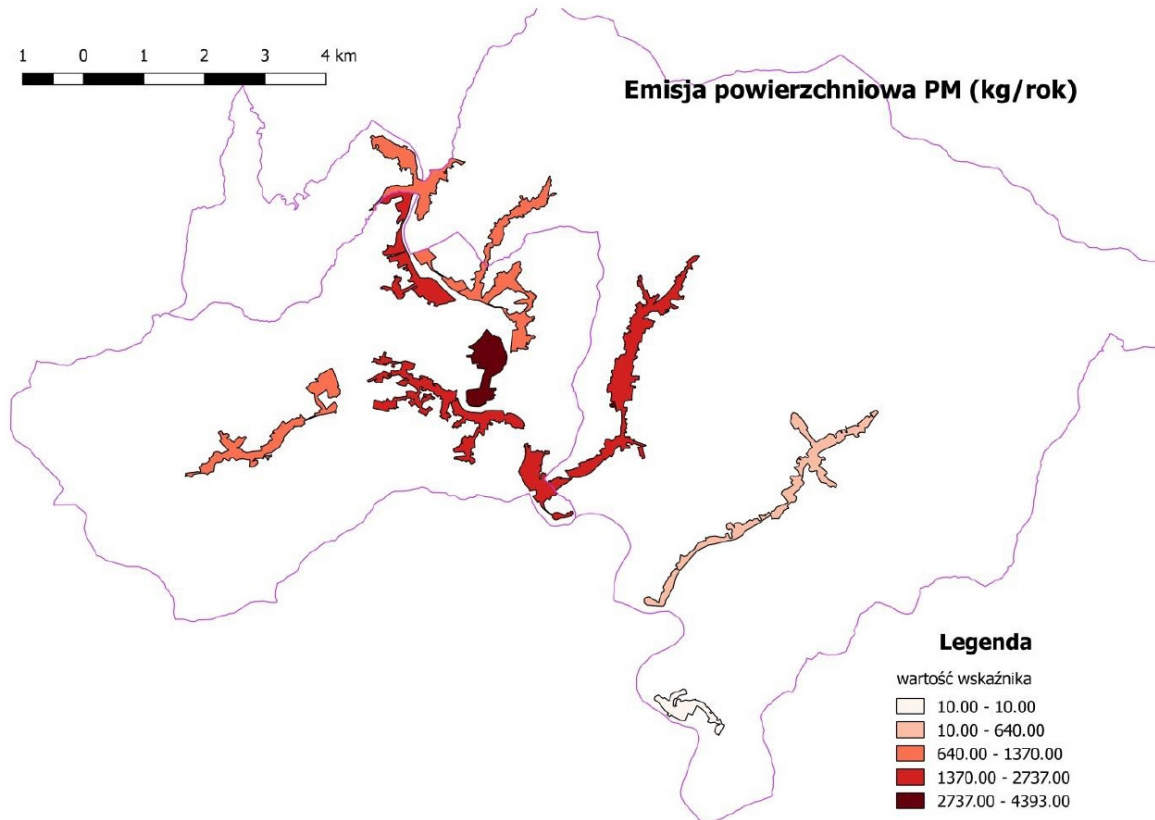 1 0 1 2 3 4 km
Emisja powierzchniowa PM (kg/rok)
Legenda
wartość wskaźnika
10.00 - 10.00
10.00 - 640.00
640.00 - 1370.00
1370.00 - 2737.00
2737.00 - 4393.00